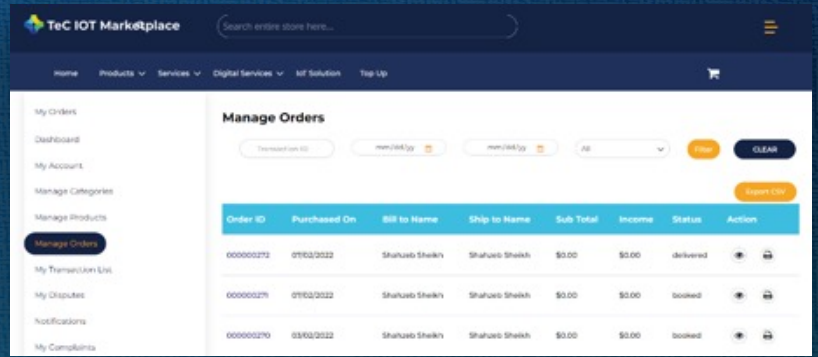 TeC IOT Marketplace
Search entire store here...
Home Products Services Digital Services IoT Solution Top Up
My Orders
Dashboard
My Account
Manage Categories
Manage Products
Manage Orders
My Transaction List
My Disputes
Notifications
My Complaints
Manage Orders
Transaction ID mm/dd/yy mm/dd/yy All Filter CLEAR
Export CSV
Order ID Purchased On Bill to Name Ship to Name Sub Total Income Status Action
000000272 07/02/2022 Shahzeb Sheikh Shahzeb Sheikh $0.00 $0.00 delivered
000000271 07/02/2022 Shahzeb Sheikh Shahzeb Sheikh $0.00 $0.00 booked
000000270 03/02/2022 Shahzeb Sheikh Shahzeb Sheikh $0.00 $0.00 booked